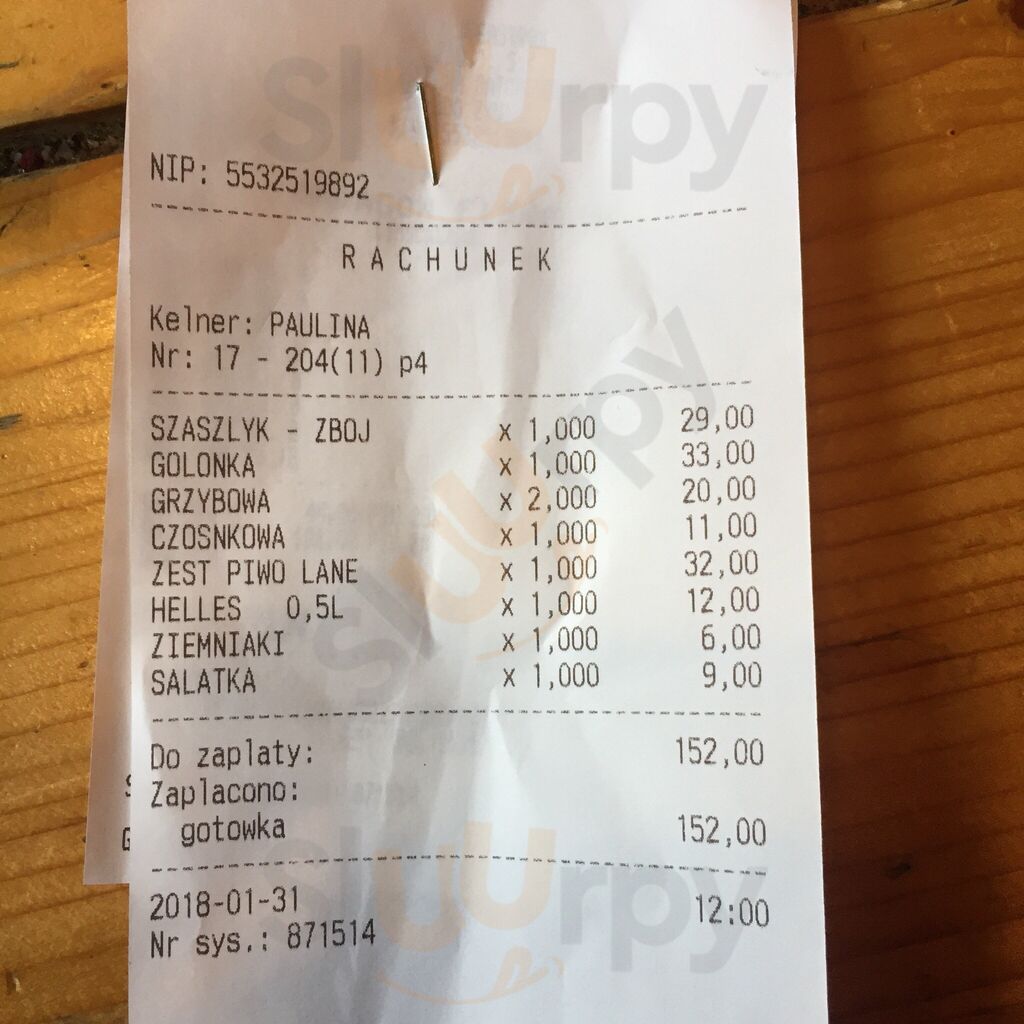 Sluurpy
NIP: 5532519892
RACHUNEK
Kelner: PAULINA
Nr: 17 - 204(11) p4
SZASZLYK - ZBOJ x 1,000 29,00
GOLONKA x 1,000 33,00
GRZYBOWA x 2,000 20,00
CZOSNKOWA x 1,000 11,00
ZEST PIWO LANE x 1,000 32,00
HELLES 0,5L x 1,000 12,00
ZIEMNIAKI x 1,000 6,00
SALATKA x 1,000 9,00
Sluurpy
Do zaplaty: 152,00
Zaplacono:
gotowka 152,00
2018-01-31 12:00
Nr sys.: 871514
Sluurpy